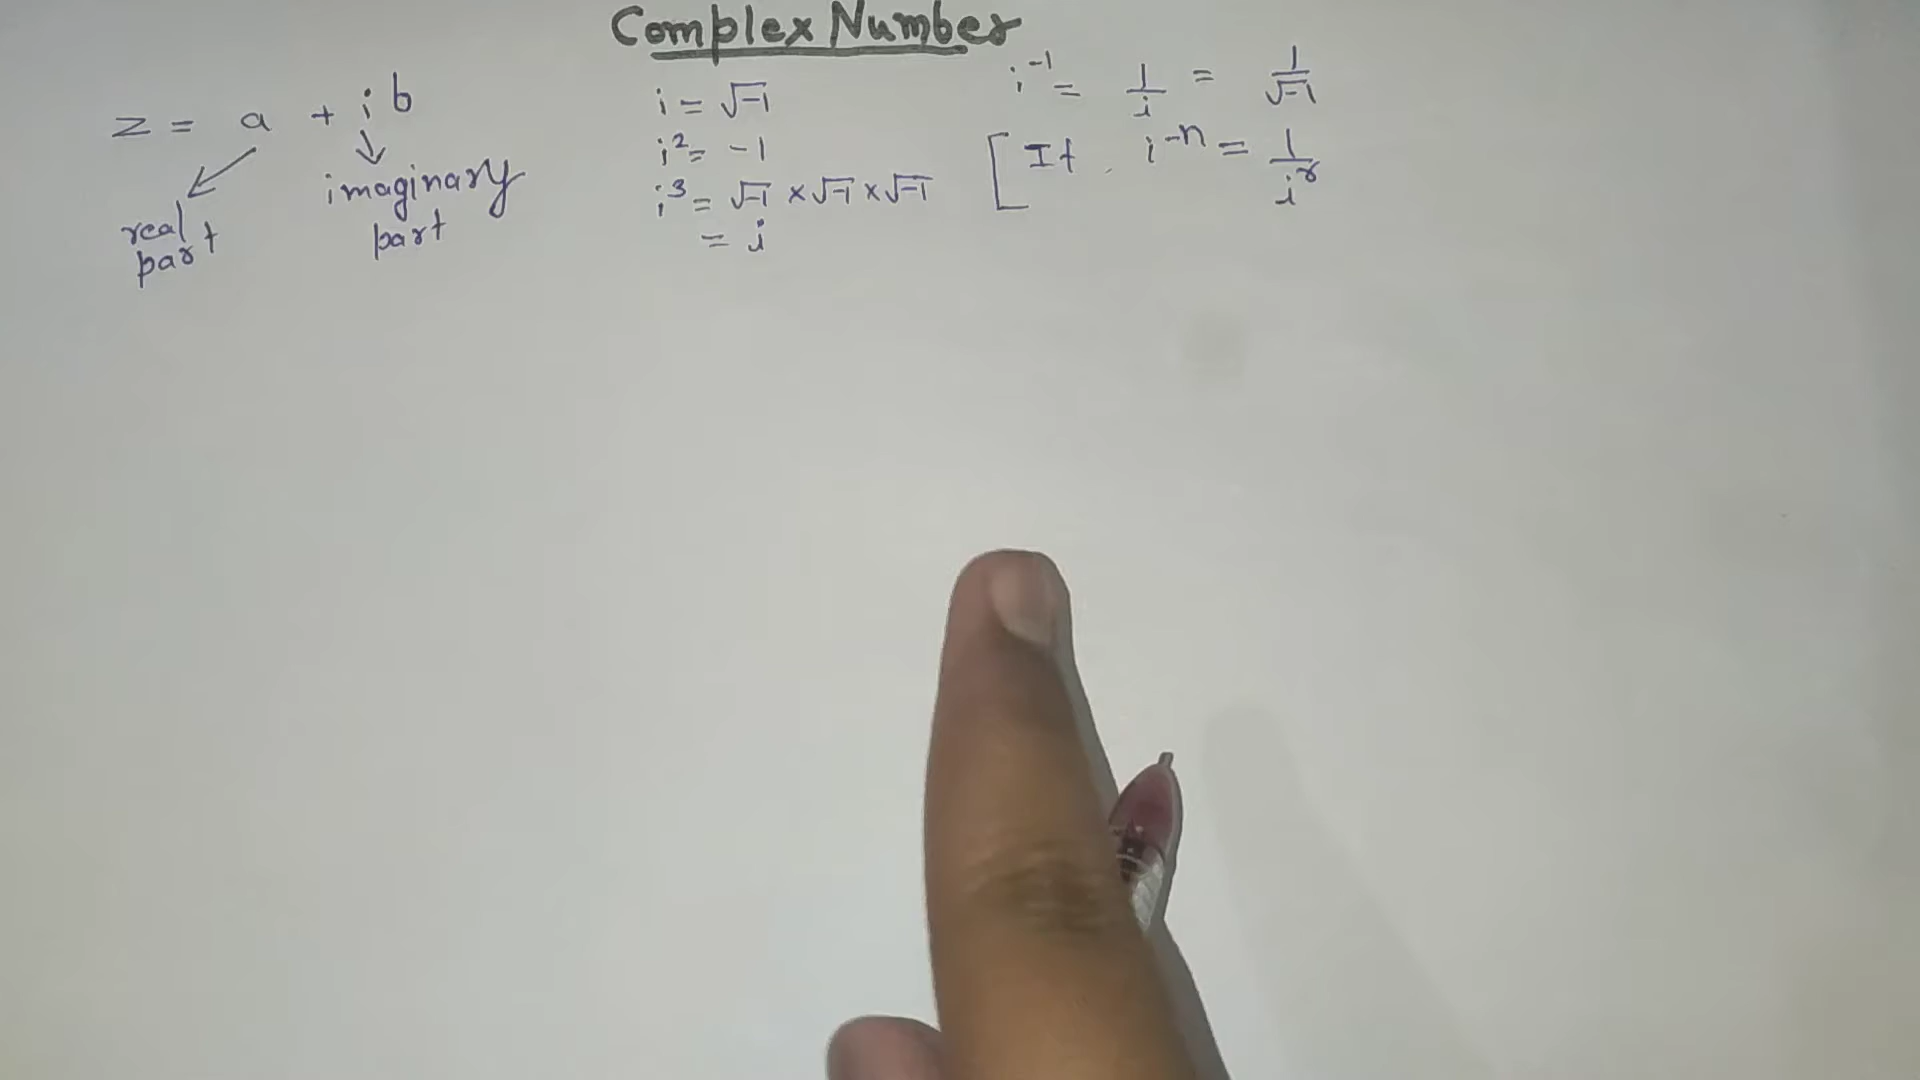 Complex Number
z = a + ib
real part
imaginary part
i = √-1
i² = -1
i³ = √-1 × √-1 × √-1
= i
i⁻¹ = 1/i = 1/√-1
[If, i⁻ⁿ = 1/iʳ